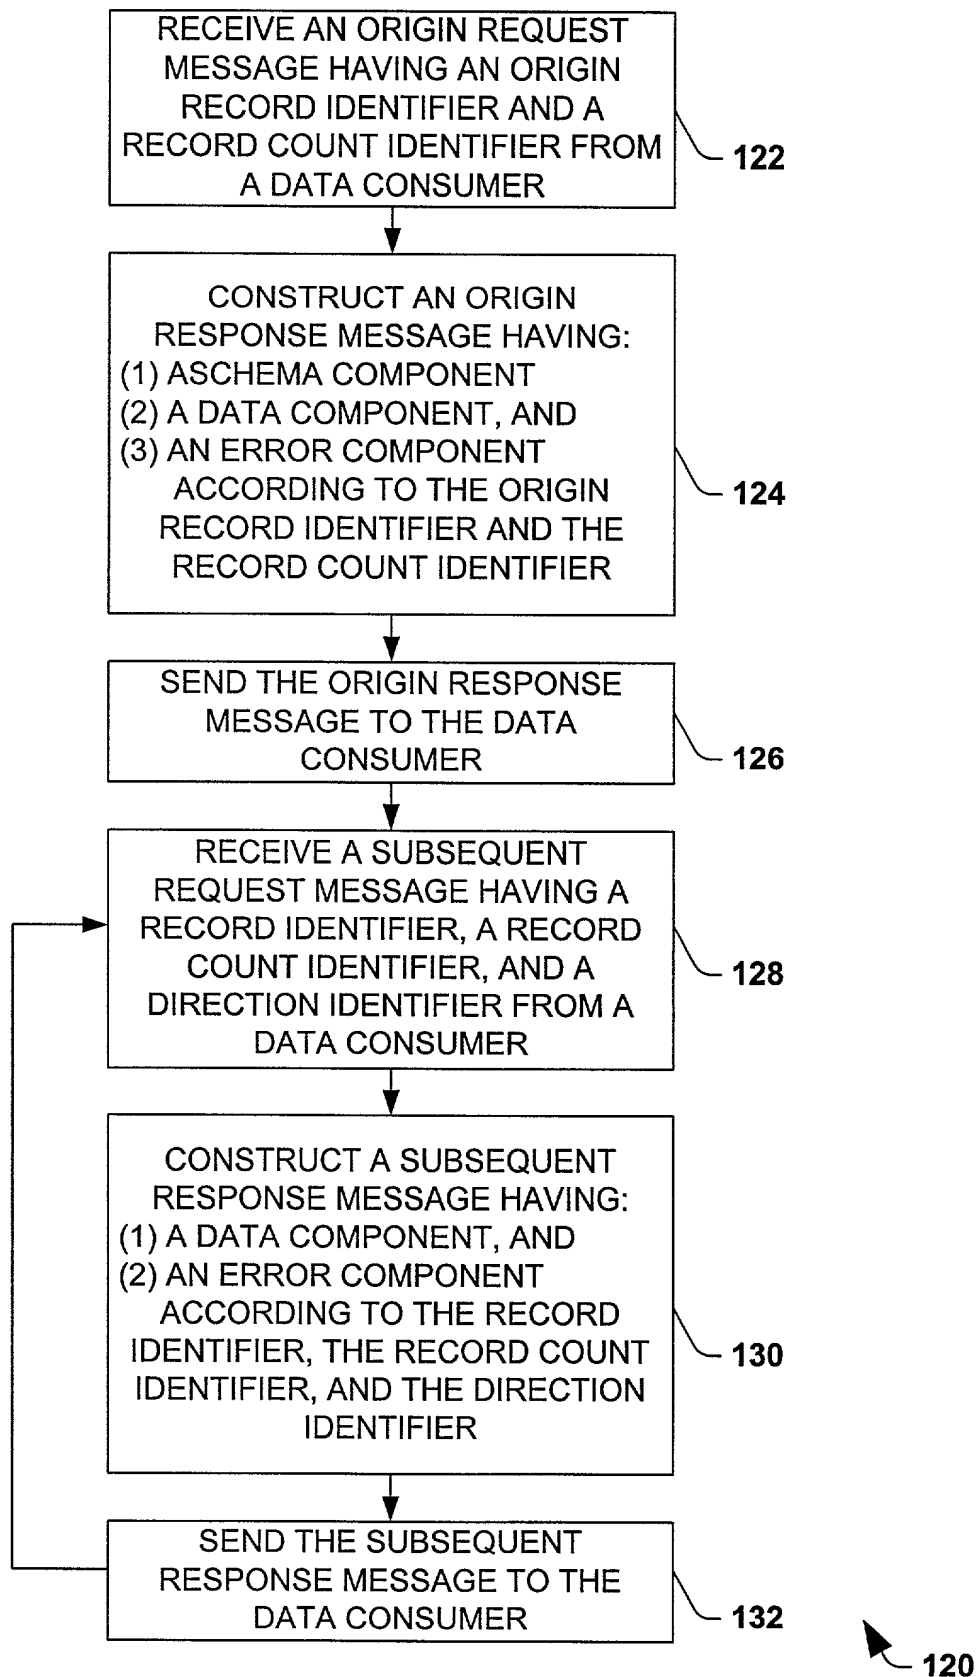 RECEIVE AN ORIGIN REQUEST
MESSAGE HAVING AN ORIGIN
RECORD IDENTIFIER AND A
RECORD COUNT IDENTIFIER FROM
A DATA CONSUMER
122
CONSTRUCT AN ORIGIN
RESPONSE MESSAGE HAVING:
(1) ASCHEMA COMPONENT
(2) A DATA COMPONENT, AND
(3) AN ERROR COMPONENT
ACCORDING TO THE ORIGIN
RECORD IDENTIFIER AND THE
RECORD COUNT IDENTIFIER
124
SEND THE ORIGIN RESPONSE
MESSAGE TO THE DATA
CONSUMER
126
RECEIVE A SUBSEQUENT
REQUEST MESSAGE HAVING A
RECORD IDENTIFIER, A RECORD
COUNT IDENTIFIER, AND A
DIRECTION IDENTIFIER FROM A
DATA CONSUMER
128
CONSTRUCT A SUBSEQUENT
RESPONSE MESSAGE HAVING:
(1) A DATA COMPONENT, AND
(2) AN ERROR COMPONENT
ACCORDING TO THE RECORD
IDENTIFIER, THE RECORD COUNT
IDENTIFIER, AND THE DIRECTION
IDENTIFIER
130
SEND THE SUBSEQUENT
RESPONSE MESSAGE TO THE
DATA CONSUMER
132
120